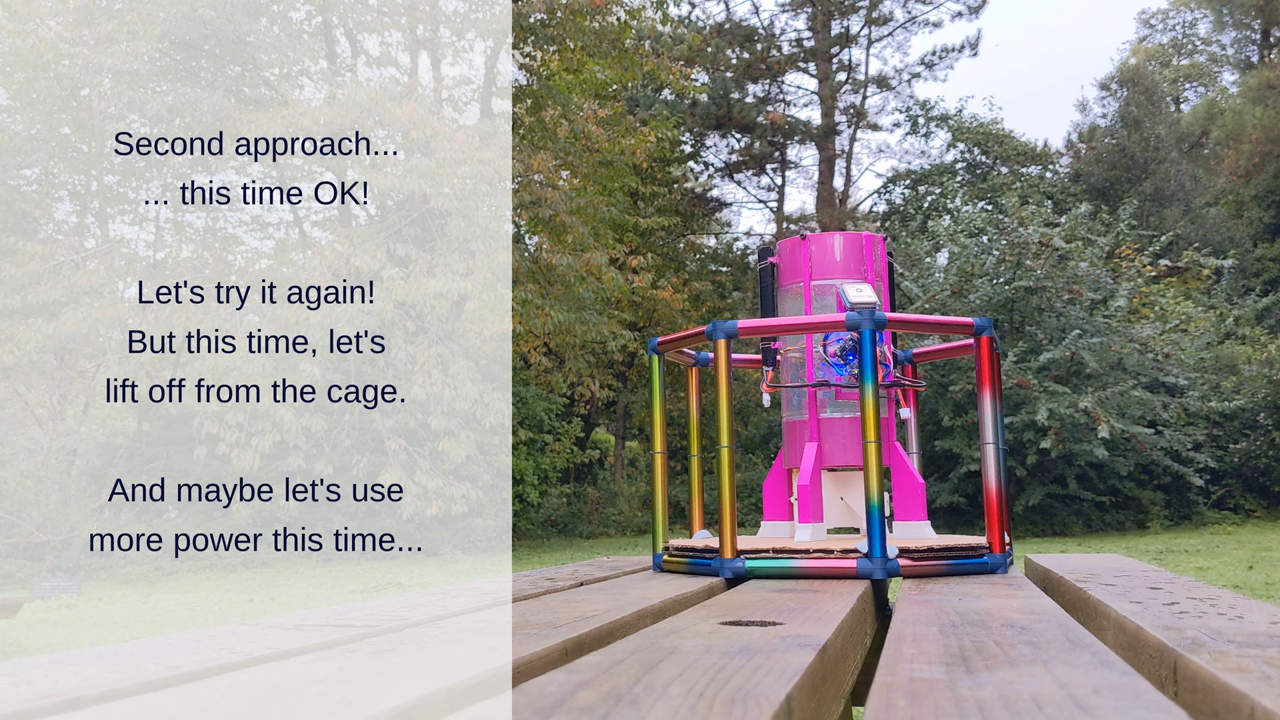 Second approach...
... this time OK!
Let's try it again!
But this time, let's
lift off from the cage.
And maybe let's use
more power this time...